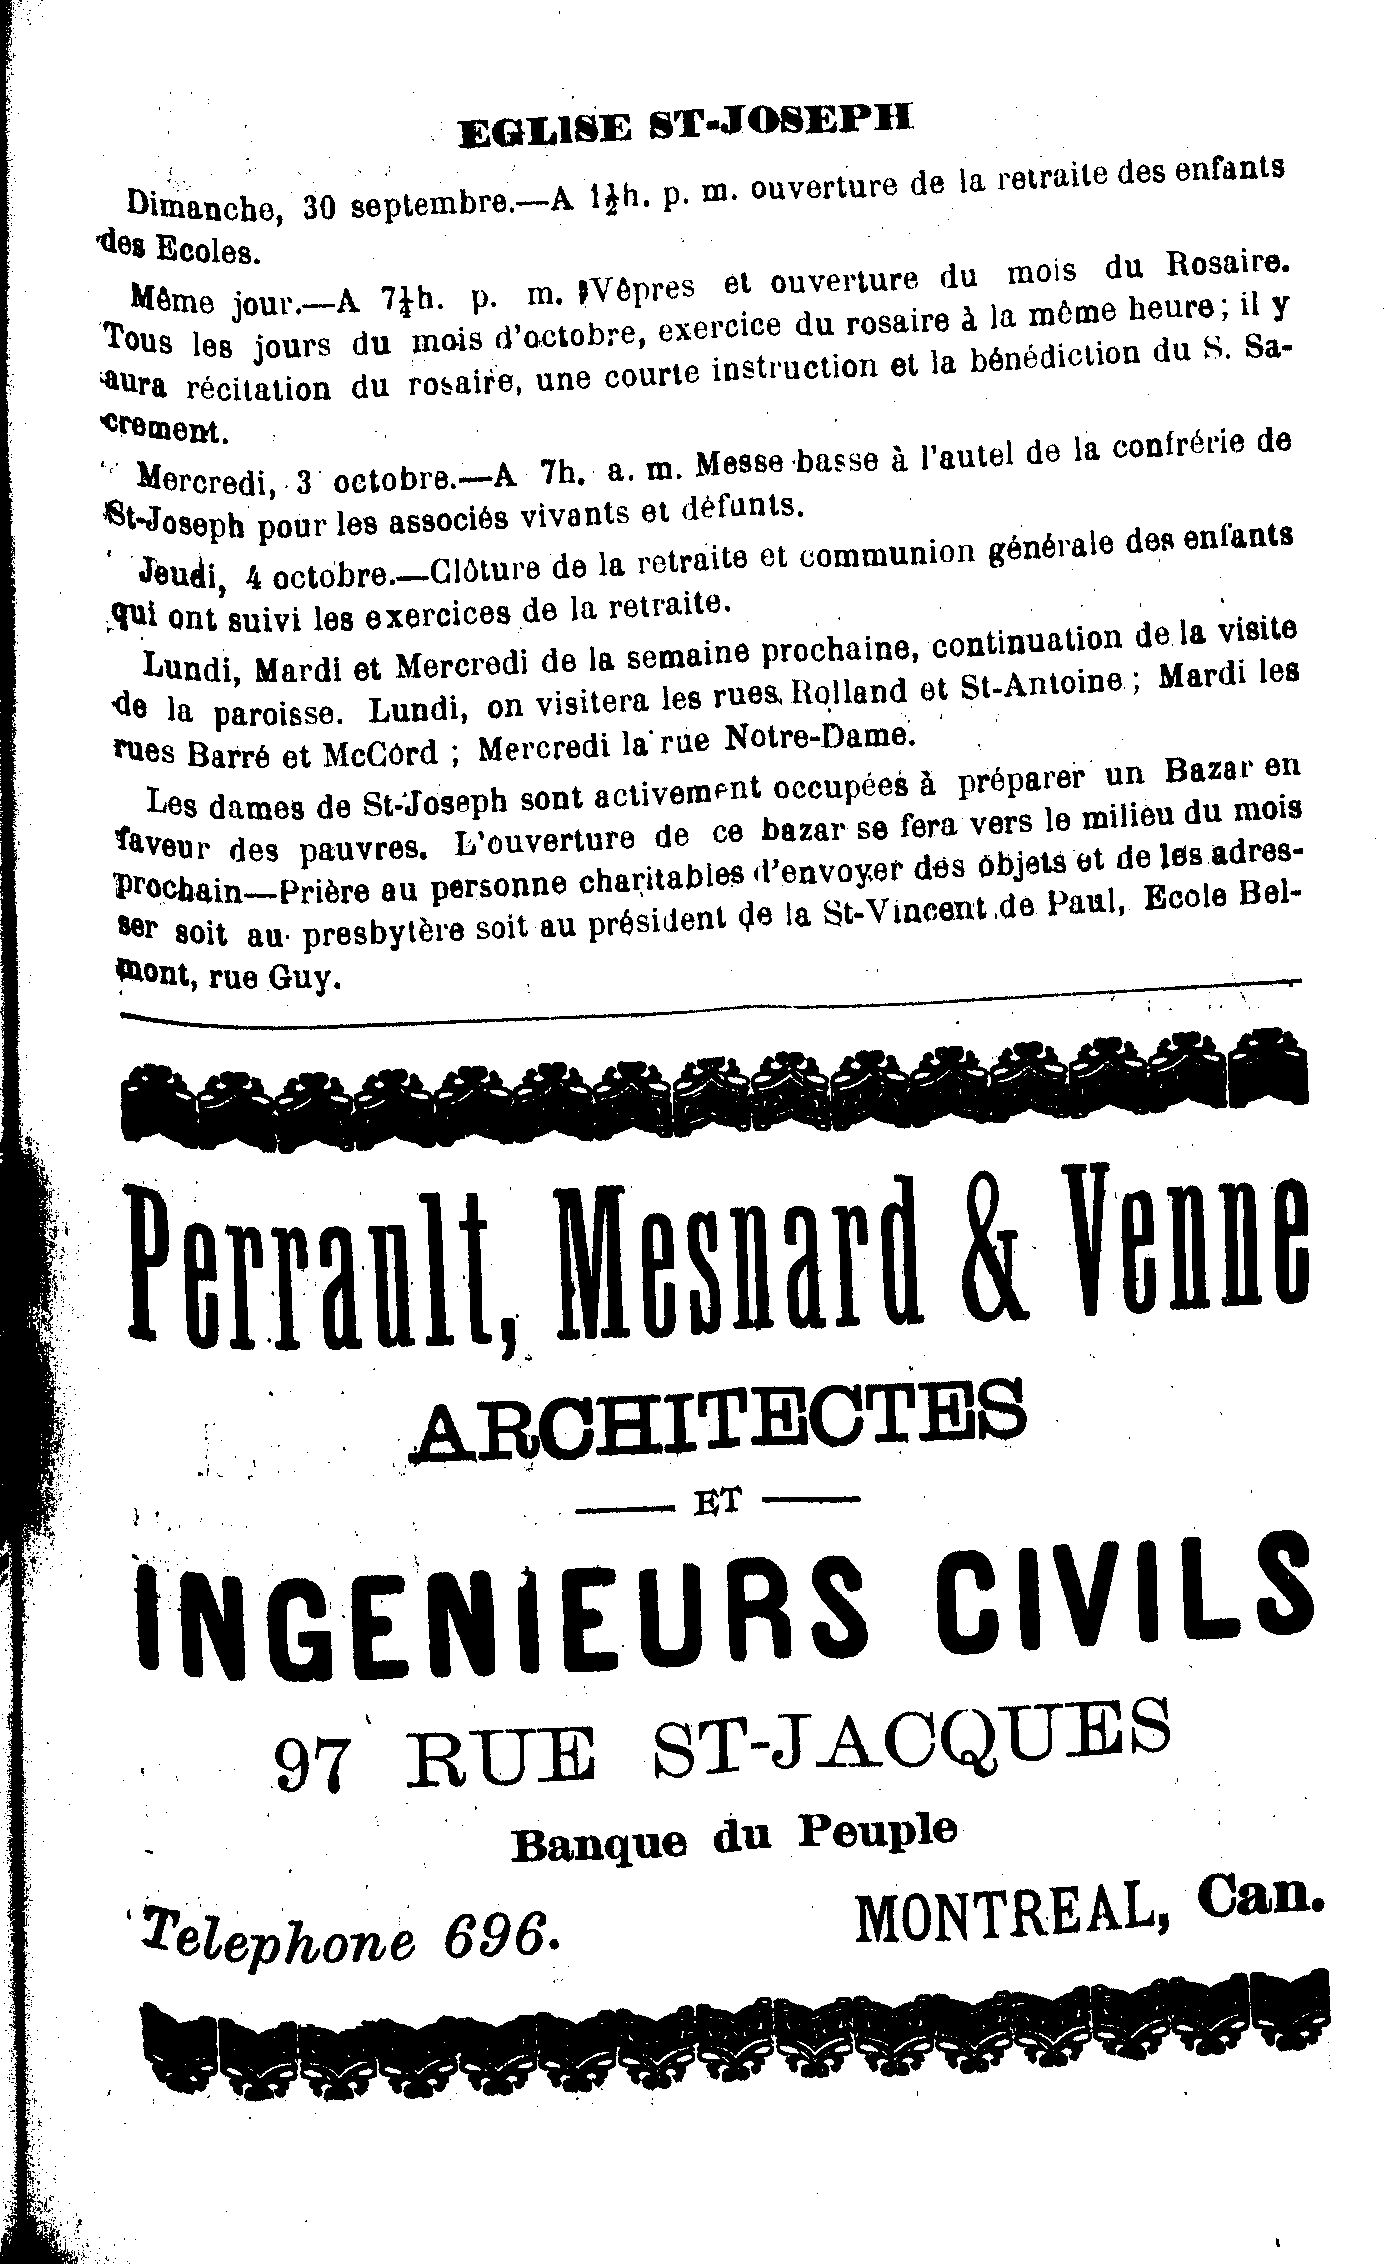 EGLISE ST-JOSEPH
Dimanche, 30 septembre.—A 1½h. p. m. ouverture de la retraite des enfants
des Ecoles.
Même jour.—A 7½h. p. m. Vêpres et ouverture du mois du Rosaire.
Tous les jours du mois d'octobre, exercice du rosaire à la même heure; il y
aura récitation du rosaire, une courte instruction et la bénédiction du S. Sa-
crement.
Mercredi, 3 octobre.—A 7h. a. m. Messe basse à l'autel de la confrérie de
St-Joseph pour les associés vivants et défunts.
Jeudi, 4 octobre.—Clôture de la retraite et communion générale des enfants
qui ont suivi les exercices de la retraite.
Lundi, Mardi et Mercredi de la semaine prochaine, continuation de la visite
de la paroisse. Lundi, on visitera les rues Rolland et St-Antoine; Mardi les
rues Barré et McCord; Mercredi la rue Notre-Dame.
Les dames de St-Joseph sont activement occupées à préparer un Bazar en
faveur des pauvres. L'ouverture de ce bazar se fera vers le milieu du mois
prochain—Prière au personne charitables d'envoyer des objets et de les adres-
ser soit au presbytère soit au président de la St-Vincent de Paul, Ecole Bel-
mont, rue Guy.
Perrault, Mesnard & Venne
ARCHITECTES
— ET —
INGENIEURS CIVILS
97 RUE ST-JACQUES
Banque du Peuple
Telephone 696. MONTREAL, Can.